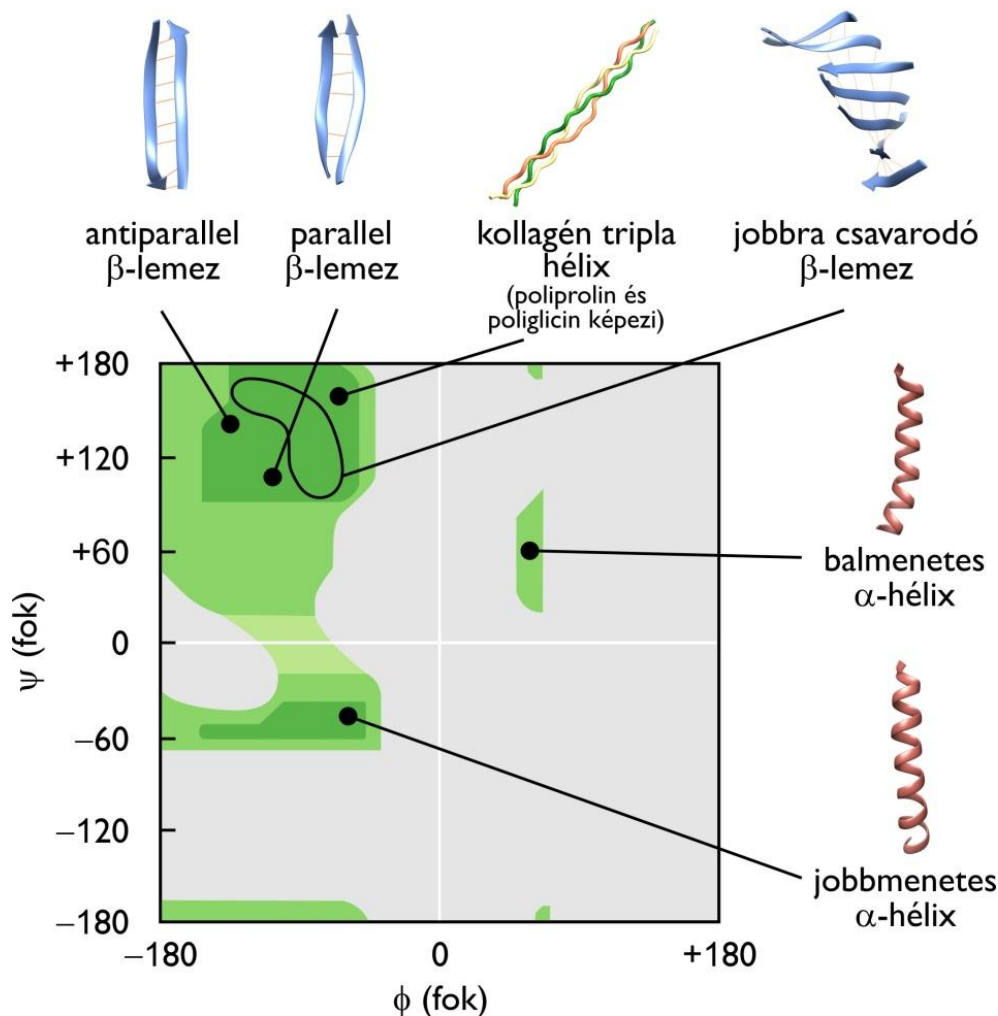 antiparallel
β-lemez
parallel
β-lemez
kollagén tripla
hélix
(poliprolin és
poliglicin képezi)
jobbra csavarodó
β-lemez
+180
+120
+60
0
−60
−120
−180
ψ (fok)
−180
0
+180
ϕ (fok)
balmenetes
α-hélix
jobbmenetes
α-hélix